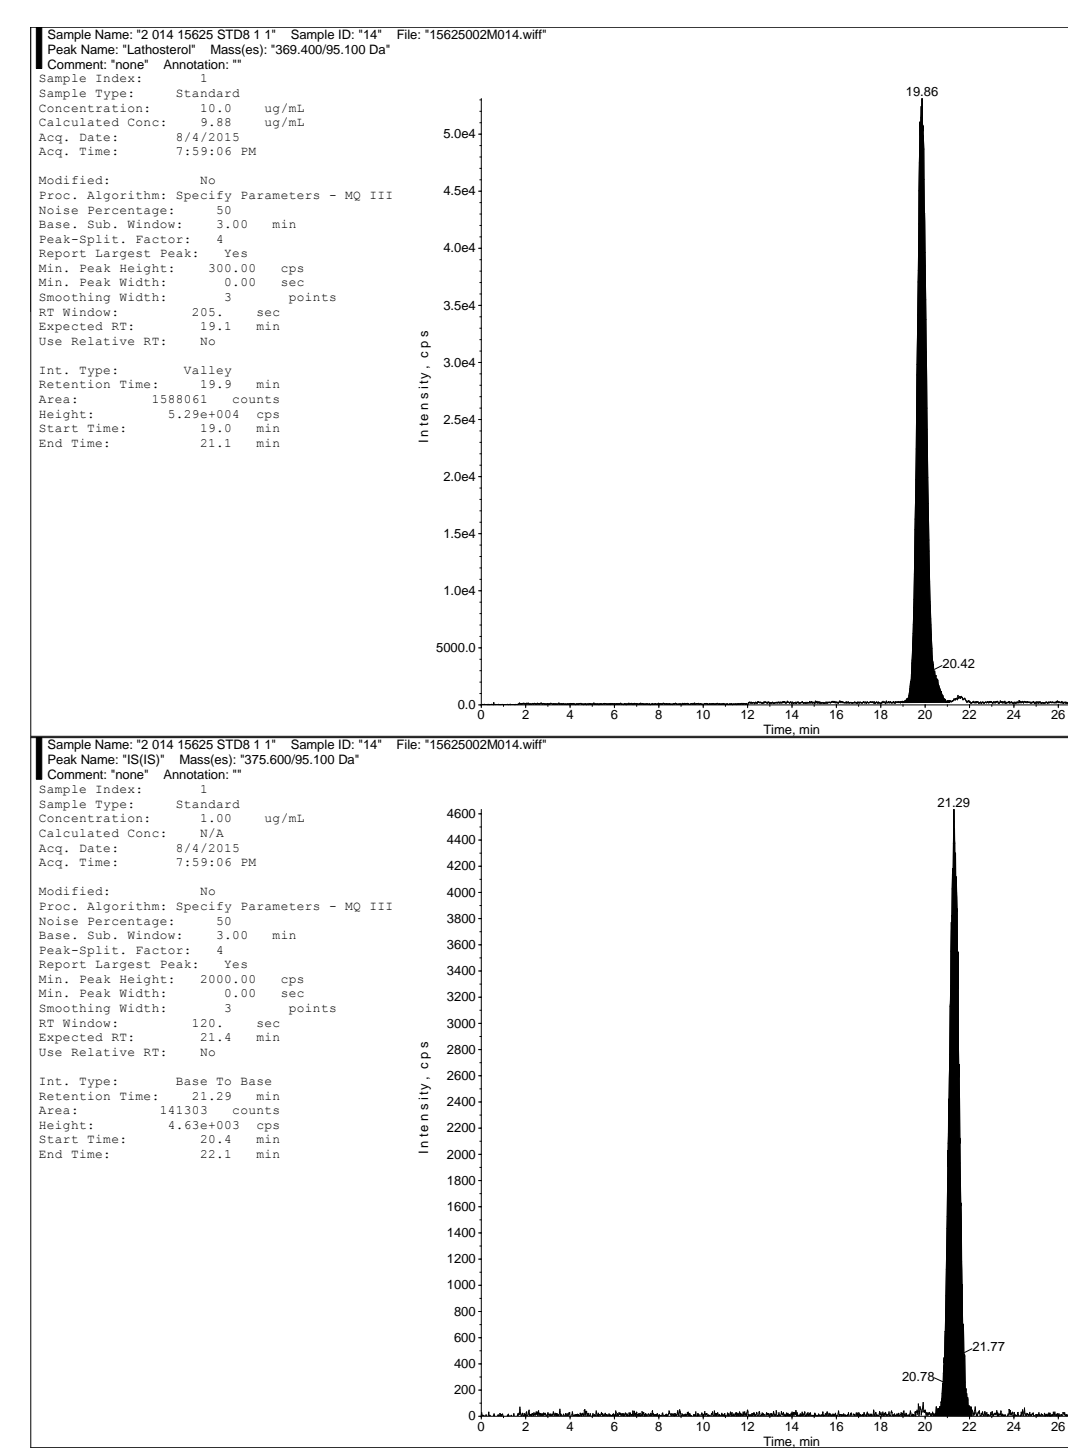 Sample Name: "2 014 15625 STD8 1 1"    Sample ID: "14"    File: "15625002M014.wiff"
Peak Name: "Lathosterol"    Mass(es): "369.400/95.100 Da"
Comment: "none"    Annotation: ""
Sample Index:       1
Sample Type:     Standard
Concentration:      10.0     ug/mL
Calculated Conc:    9.88     ug/mL
Acq. Date:       8/4/2015
Acq. Time:       7:59:06 PM
Modified:           No
Proc. Algorithm: Specify Parameters - MQ III
Noise Percentage:     50
Base. Sub. Window:    3.00   min
Peak-Split. Factor:   4
Report Largest Peak:   Yes
Min. Peak Height:    300.00   cps
Min. Peak Width:       0.00   sec
Smoothing Width:       3       points
RT Window:         205.    sec
Expected RT:        19.1   min
Use Relative RT:    No
Int. Type:        Valley
Retention Time:     19.9   min
Area:         1588061   counts
Height:         5.29e+004  cps
Start Time:         19.0   min
End Time:           21.1   min
Intensity, cps
19.86
5.0e4
4.5e4
4.0e4
3.5e4
3.0e4
2.5e4
2.0e4
1.5e4
1.0e4
5000.0
20.42
0.0
0 2 4 6 8 10 12 14 16 18 20 22 24 26
Time, min
Sample Name: "2 014 15625 STD8 1 1"    Sample ID: "14"    File: "15625002M014.wiff"
Peak Name: "IS(IS)"    Mass(es): "375.600/95.100 Da"
Comment: "none"    Annotation: ""
Sample Index:       1
Sample Type:     Standard
Concentration:      1.00     ug/mL
Calculated Conc:    N/A
Acq. Date:       8/4/2015
Acq. Time:       7:59:06 PM
Modified:           No
Proc. Algorithm: Specify Parameters - MQ III
Noise Percentage:     50
Base. Sub. Window:    3.00   min
Peak-Split. Factor:   4
Report Largest Peak:   Yes
Min. Peak Height:   2000.00   cps
Min. Peak Width:       0.00   sec
Smoothing Width:       3       points
RT Window:         120.    sec
Expected RT:        21.4   min
Use Relative RT:    No
Int. Type:       Base To Base
Retention Time:     21.29   min
Area:          141303   counts
Height:         4.63e+003  cps
Start Time:         20.4   min
End Time:           22.1   min
Intensity, cps
21.29
4600
4400
4200
4000
3800
3600
3400
3200
3000
2800
2600
2400
2200
2000
1800
1600
1400
1200
1000
800
600
21.77
400
20.78
200
0
0 2 4 6 8 10 12 14 16 18 20 22 24 26
Time, min